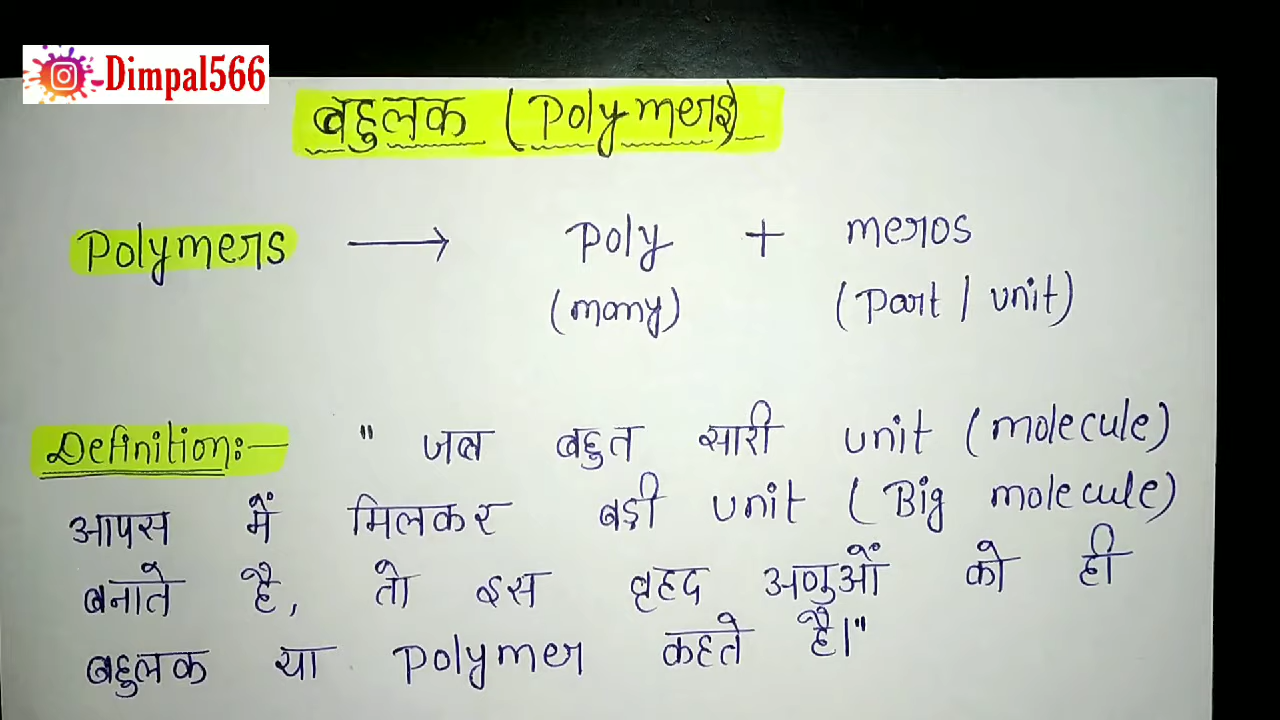 -Dimpal566
बहुलक (Polymers)
Polymers → Poly + meros
(many) (Part / unit)
Definition:- " जब बहुत सारी unit (molecule)
आपस में मिलकर बड़ी unit (Big molecule)
बनाते है, तो इस वृहद अणुओं को ही
बहुलक या polymer कहते है।"